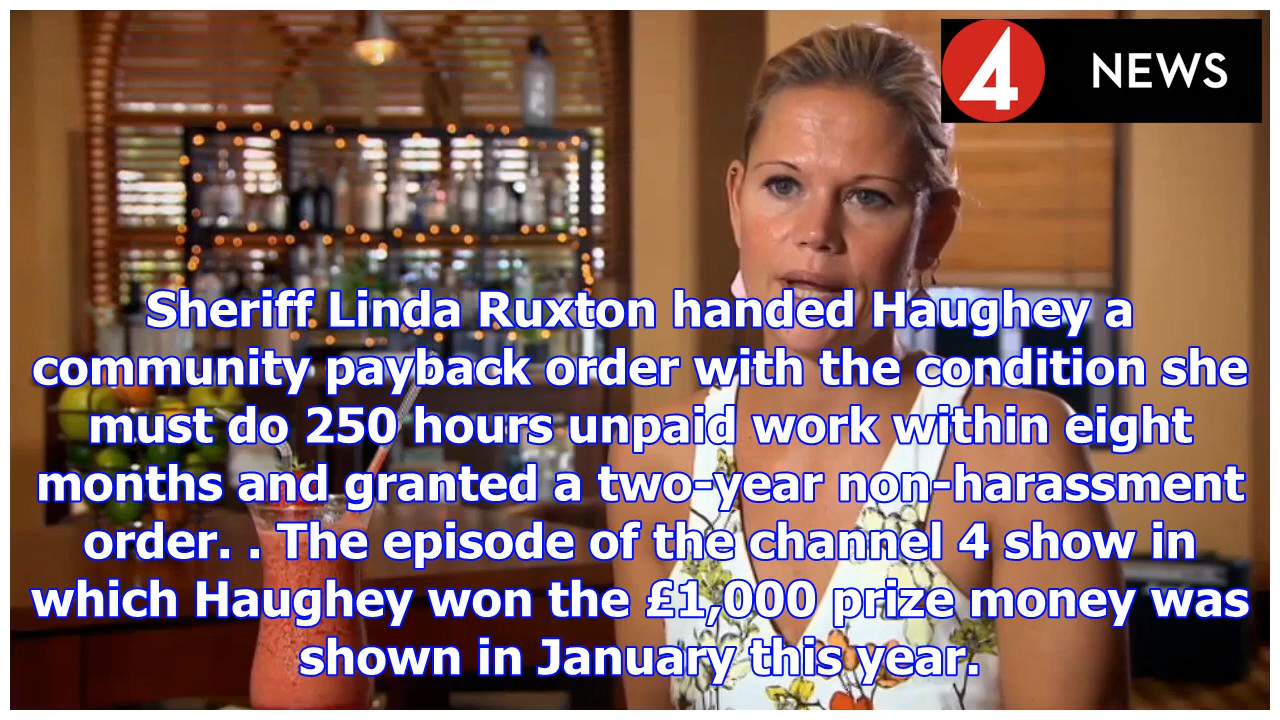 4 NEWS
Sheriff Linda Ruxton handed Haughey a
community payback order with the condition she
must do 250 hours unpaid work within eight
months and granted a two-year non-harassment
order. . The episode of the channel 4 show in
which Haughey won the £1,000 prize money was
shown in January this year.